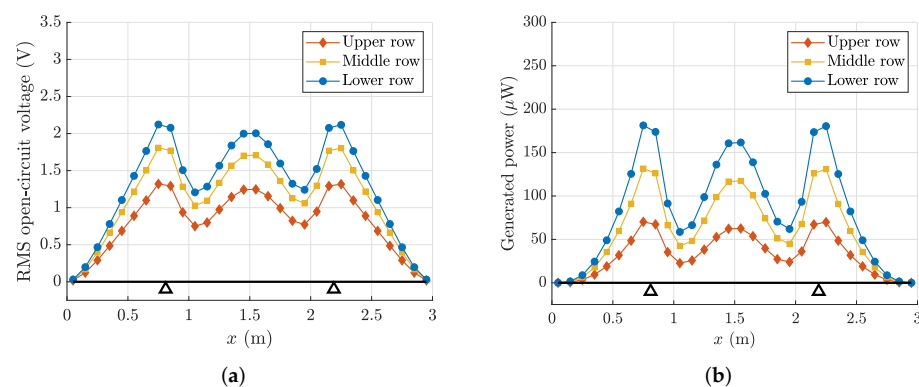 3.5
3
2.5
2
1.5
1
0.5
0
RMS open-circuit voltage (V)
Upper row
Middle row
Lower row
0 0.5 1 1.5 2 2.5 3
x (m)
(a)
300
250
200
150
100
50
0
Generated power (μW)
Upper row
Middle row
Lower row
0 0.5 1 1.5 2 2.5 3
x (m)
(b)